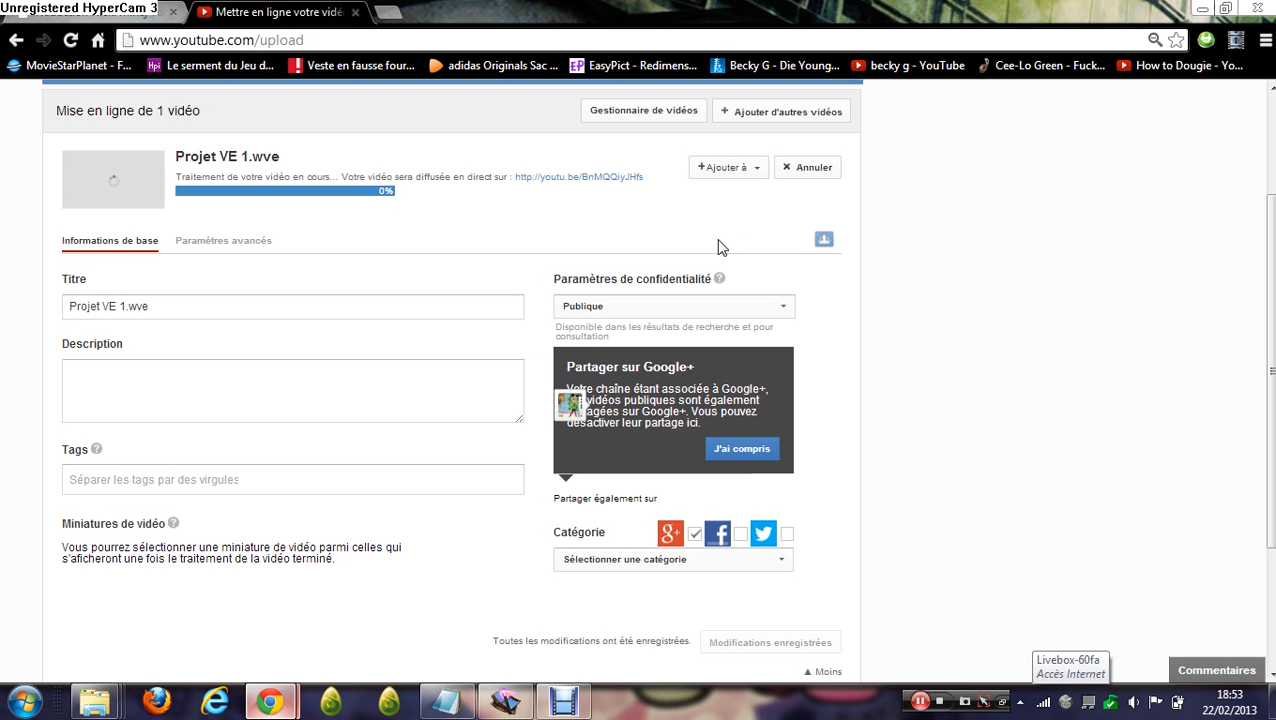 Unregistered HyperCam 3
Mettre en ligne votre vidé
www.youtube.com/upload
MovieStarPlanet - F...
Le serment du Jeu d...
Veste en fausse four...
adidas Originals Sac ...
EasyPict - Redimens...
Becky G - Die Young...
becky g - YouTube
Cee-Lo Green - Fuck...
How to Dougie - Yo...
Mise en ligne de 1 vidéo
Gestionnaire de vidéos
+ Ajouter d'autres vidéos
Projet VE 1.wve
Traitement de votre vidéo en cours... Votre vidéo sera diffusée en direct sur : http://youtu.be/BnMQQiyJHfs
0%
+Ajouter à
Annuler
Informations de base
Paramètres avancés
Titre
Projet VE 1.wve
Description
Tags ?
Séparer les tags par des virgules
Miniatures de vidéo ?
Vous pourrez sélectionner une miniature de vidéo parmi celles qui
s'aficheront une fois le traitement de la vidéo terminé.
Paramètres de confidentialité ?
Publique
Disponible dans les résultats de recherche et pour
consultation
Partager sur Google+
Votre chaîne étant associée à Google+,
vidéos publiques sont également
Vous pouvez
désactiver leur partage ici.
J'ai compris
Partager également sur
Catégorie
g+
f
Sélectionner une catégorie
Toutes les modifications ont été enregistrées.
Modifications enregistrées
Moins
Livebox-60fa
Accès Internet
Commentaires
18:53
22/02/2013